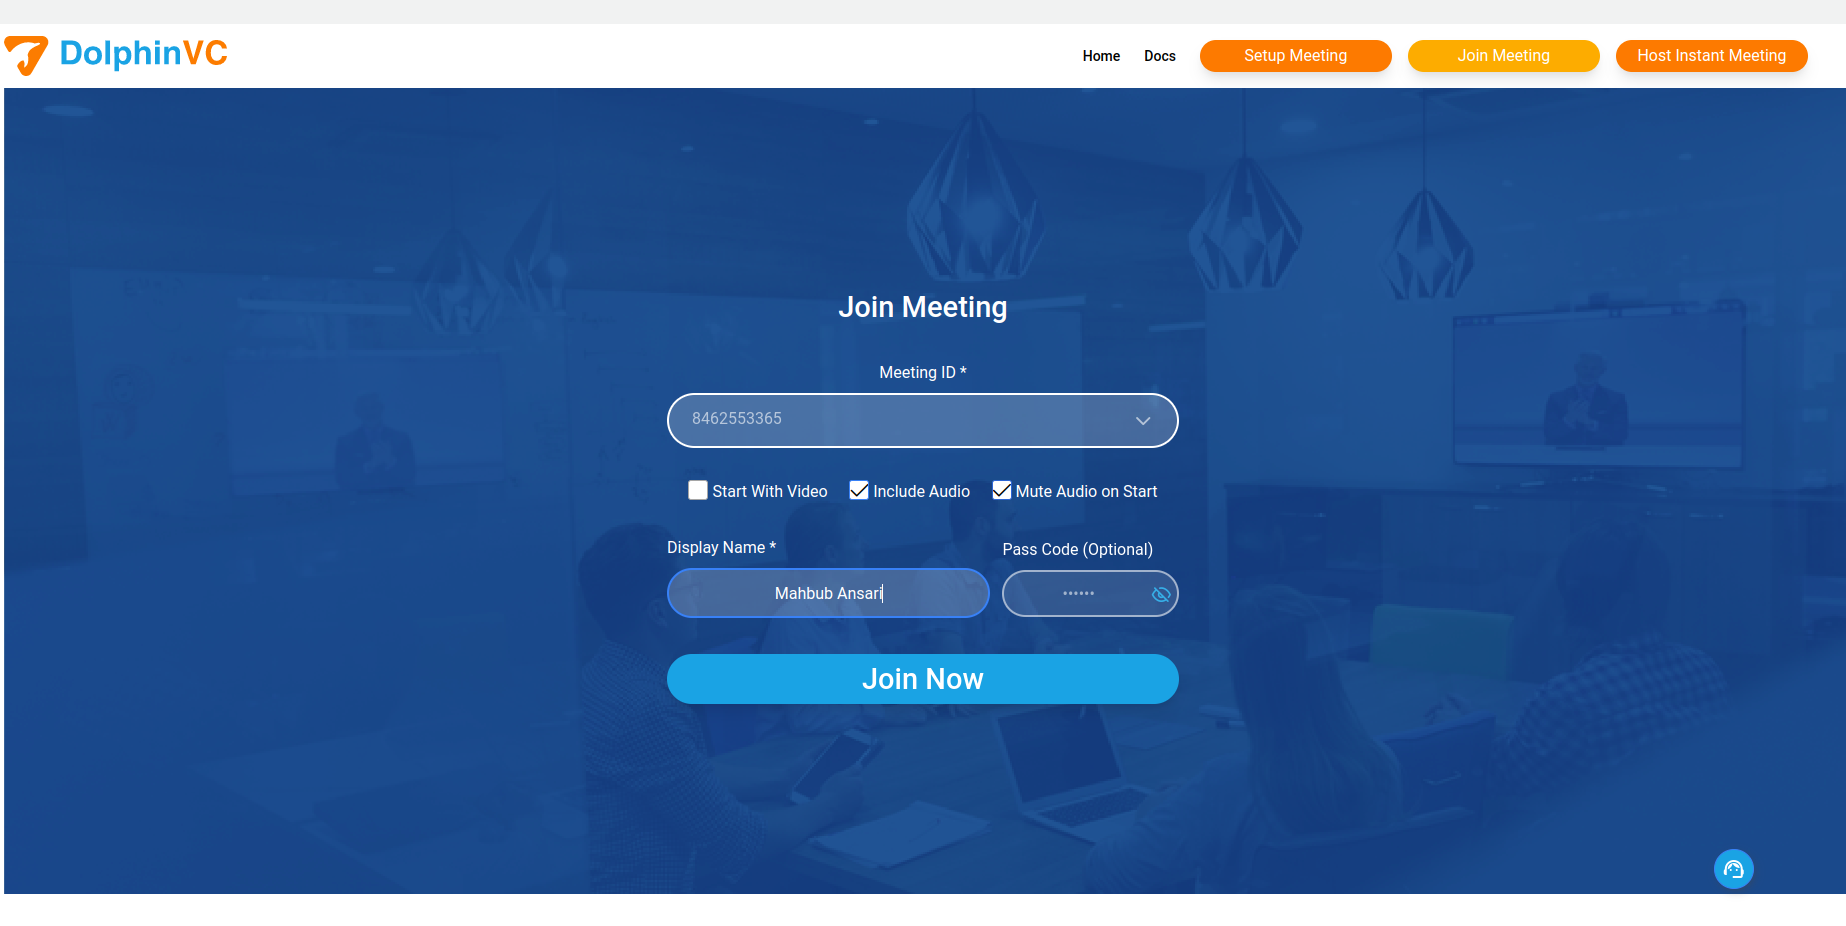 DolphinVC
Home Docs Setup Meeting Join Meeting Host Instant Meeting
Join Meeting
Meeting ID *
8462553365
Start With Video Include Audio Mute Audio on Start
Display Name * Pass Code (Optional)
Mahbub Ansari ••••••
Join Now